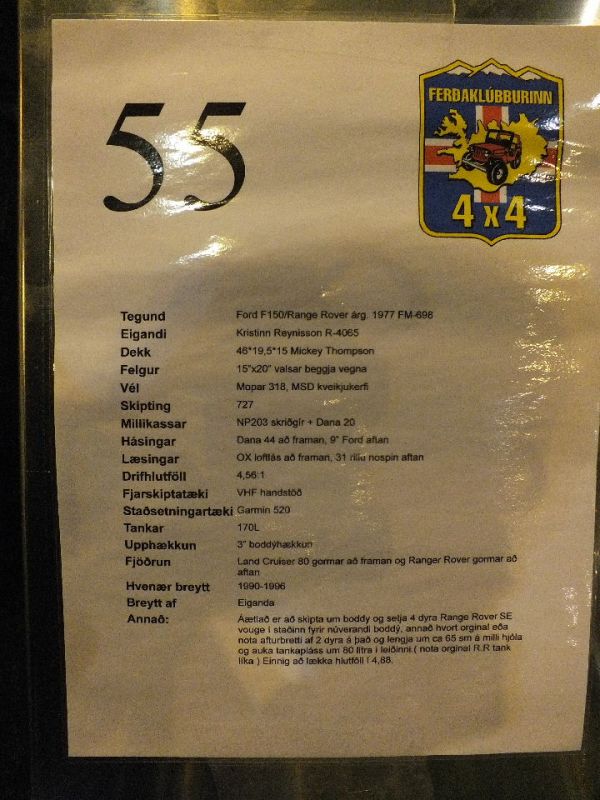 55
FERÐAKLÚBBURINN
4 x 4
Tegund Ford F150/Range Rover árg. 1977 FM-698
Eigandi Kristinn Reynisson R-4065
Dekk 46*19,5*15 Mickey Thompson
Felgur 15"x20" valsar beggja vegna
Vél Mopar 318, MSD kveikjukerfi
Skipting 727
Millikassar NP203 skriðgír + Dana 20
Hásingar Dana 44 að framan, 9" Ford aftan
Læsingar OX loftlás að framan, 31 rillu nospin aftan
Drifhlutföll 4,56:1
Fjarskiptatæki VHF handstöð
Staðsetningartæki Garmin 520
Tankar 170L
Upphækkun 3" boddýhækkun
Fjöðrun Land Cruiser 80 gormar að framan og Ranger Rover gormar að
aftan
Hvenær breytt 1990-1996
Breytt af Eiganda
Annað: Áætlað er að skipta um boddy og setja 4 dyra Range Rover SE
vouge í staðinn fyrir núverandi boddý, annað hvort orginal eða
nota afturbretti af 2 dyra á það og lengja um ca 65 sm á milli hjóla
og auka tankapláss um 80 lítra í leiðinni ( nota orginal R.R tank
líka ) Einnig að lækka hlutföll í 4,88.